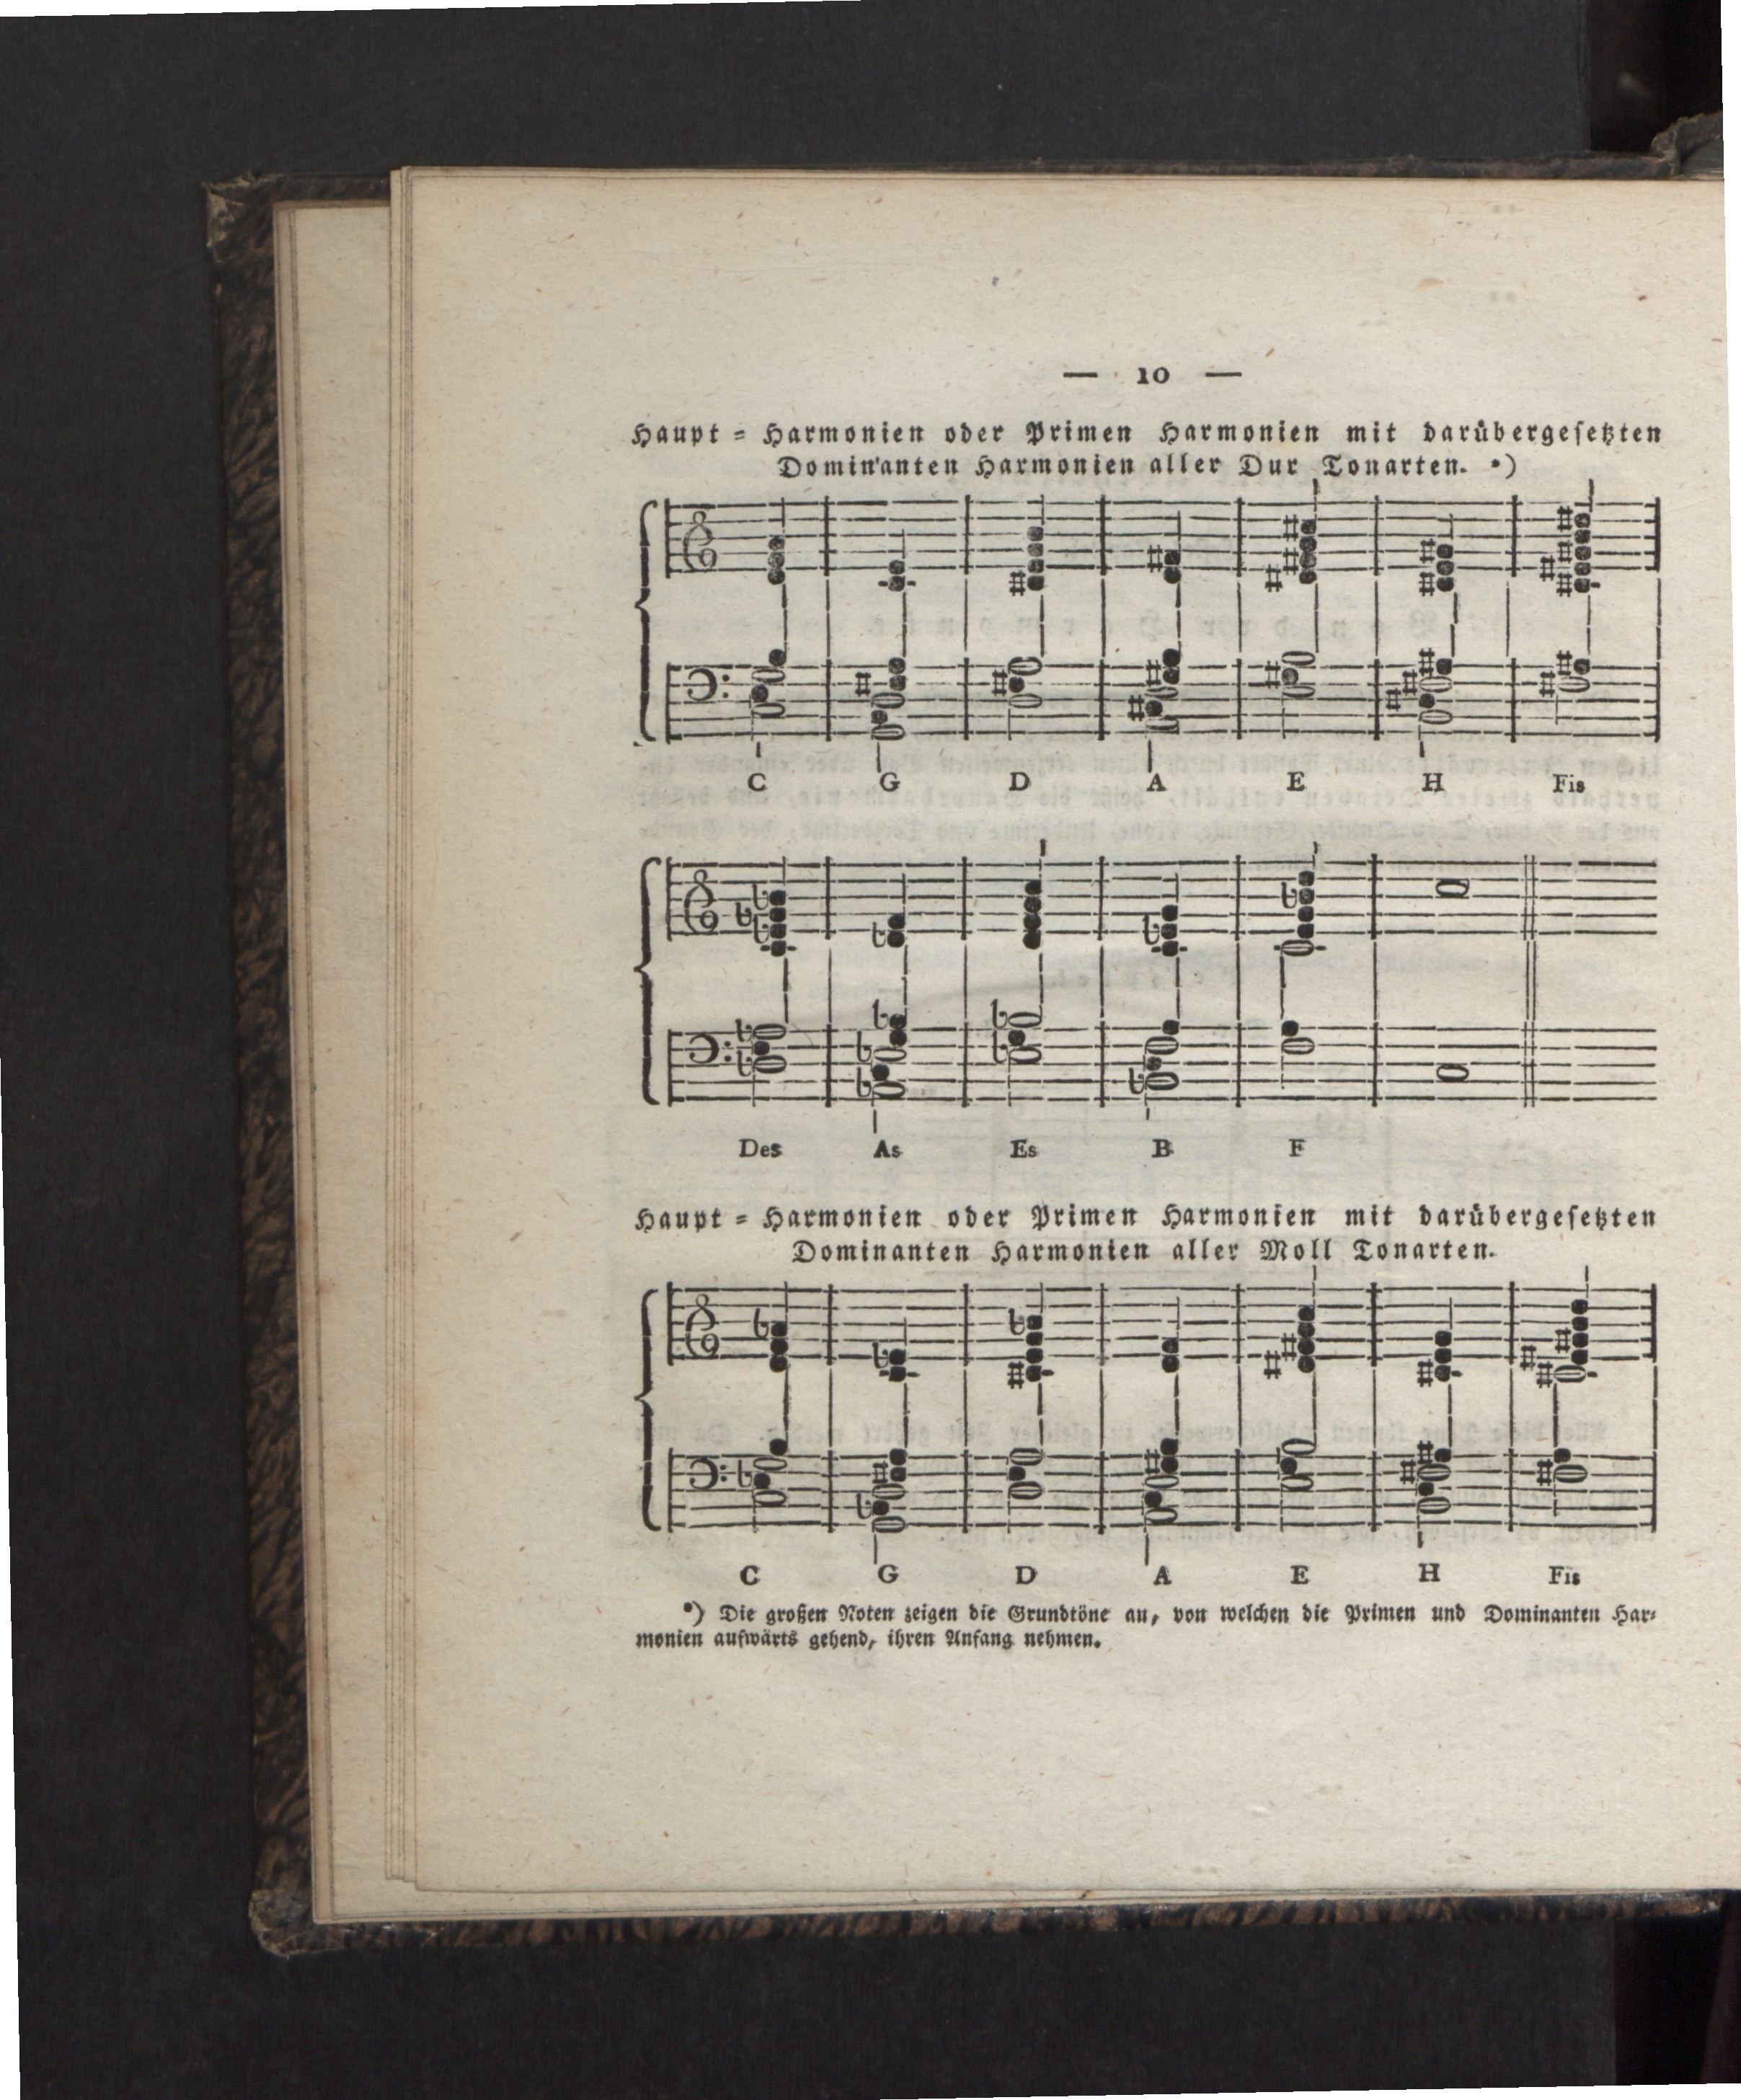 — 10 —
Haupt = Harmonien oder Primen Harmonien mit darübergeſetzten
Dominanten Harmonien aller Dur Tonarten. *)
C G D A E H Fis
Des As Es B F
Haupt = Harmonien oder Primen Harmonien mit darübergeſetzten
Dominanten Harmonien aller Moll Tonarten.
C G D A E H Fis
*) Die großen Noten zeigen die Grundtöne an, von welchen die Primen und Dominanten Har⸗
monien aufwärts gehend, ihren Anfang nehmen.